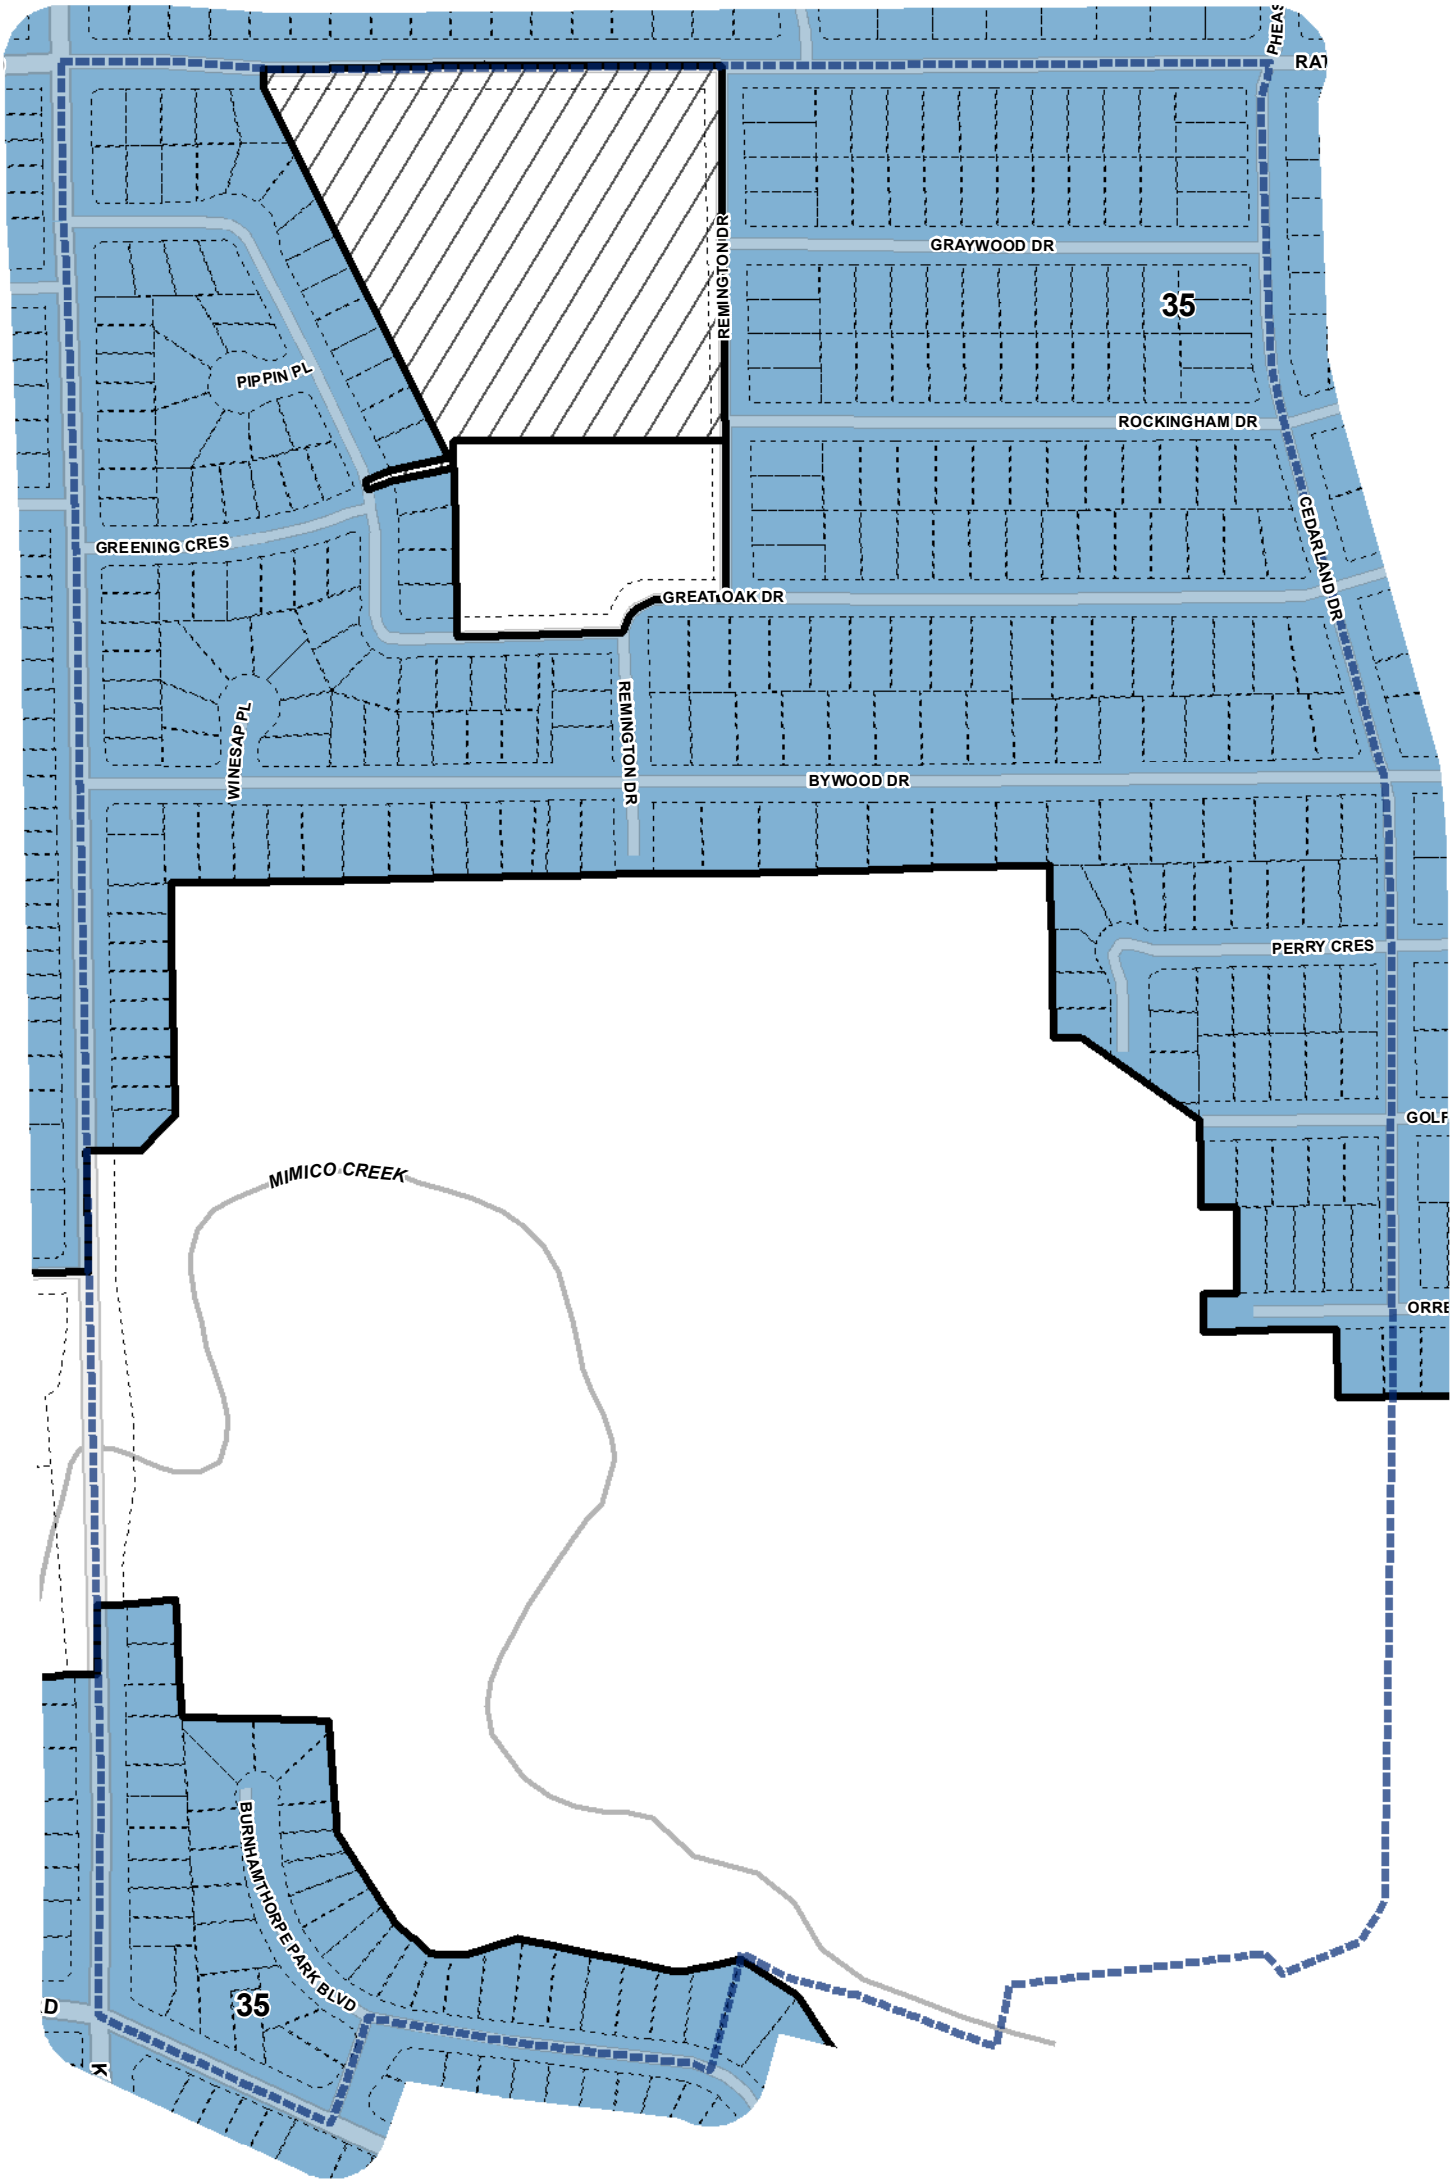 PHEAS
RAT
REMINGTON DR
GRAYWOOD DR
35
PIPPIN PL
ROCKINGHAM DR
GREENING CRES
CEDARLAND DR
GREAT OAK DR
REMINGTON DR
WINESAP PL
BYWOOD DR
PERRY CRES
GOLF
MIMICO CREEK
ORRE
BURNHAMTHORPE PARK BLVD
35
D
K